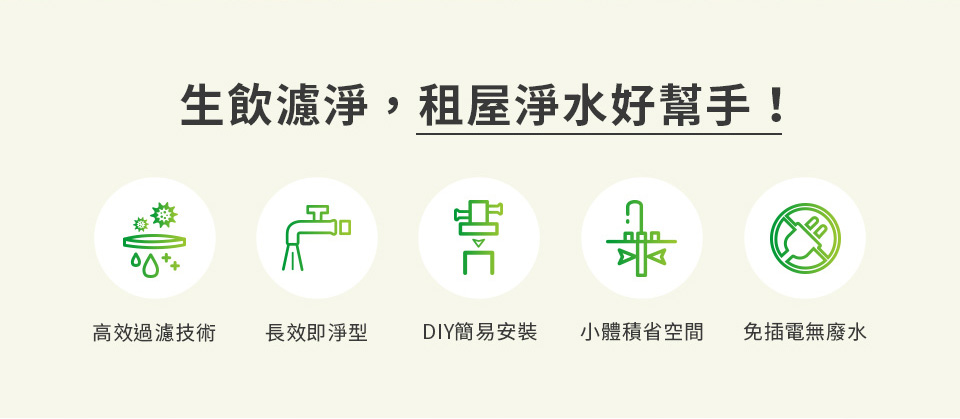 生飲濾淨，租屋淨水好幫手！
高效過濾技術
長效即淨型
DIY簡易安裝
小體積省空間
免插電無廢水